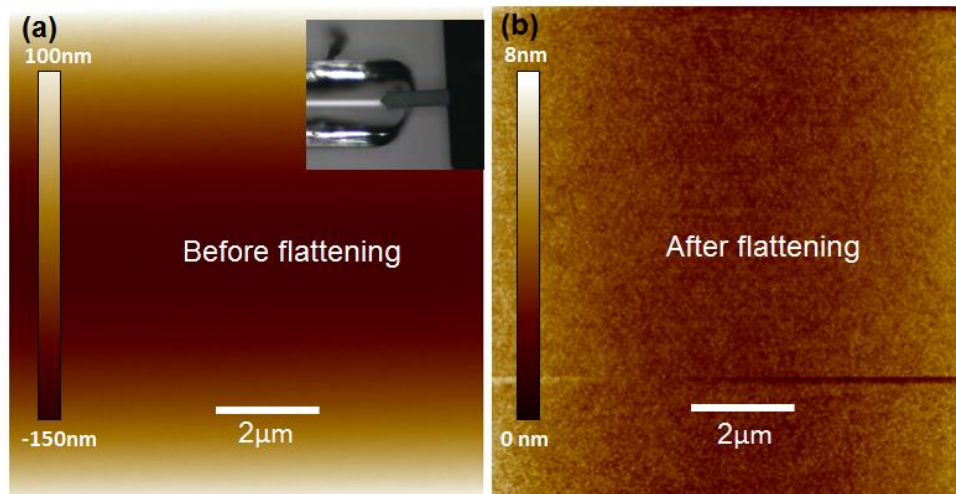 (a)
100nm
Before flattening
2µm
-150nm
(b)
8nm
After flattening
2µm
0 nm